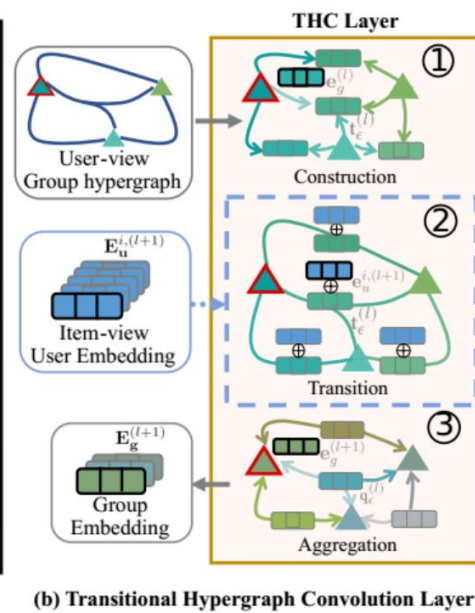 THC Layer
①
e_g^{(l)}
t_ϵ^{(l)}
User-view
Group hypergraph
Construction
②
E_u^{i,(l+1)}
e_u^{i,(l+1)}
t_ϵ^{(l)}
Item-view
User Embedding
Transition
③
E_g^{(l+1)}
e_g^{(l+1)}
q_ϵ^{(l)}
Group
Embedding
Aggregation
(b) Transitional Hypergraph Convolution Layer